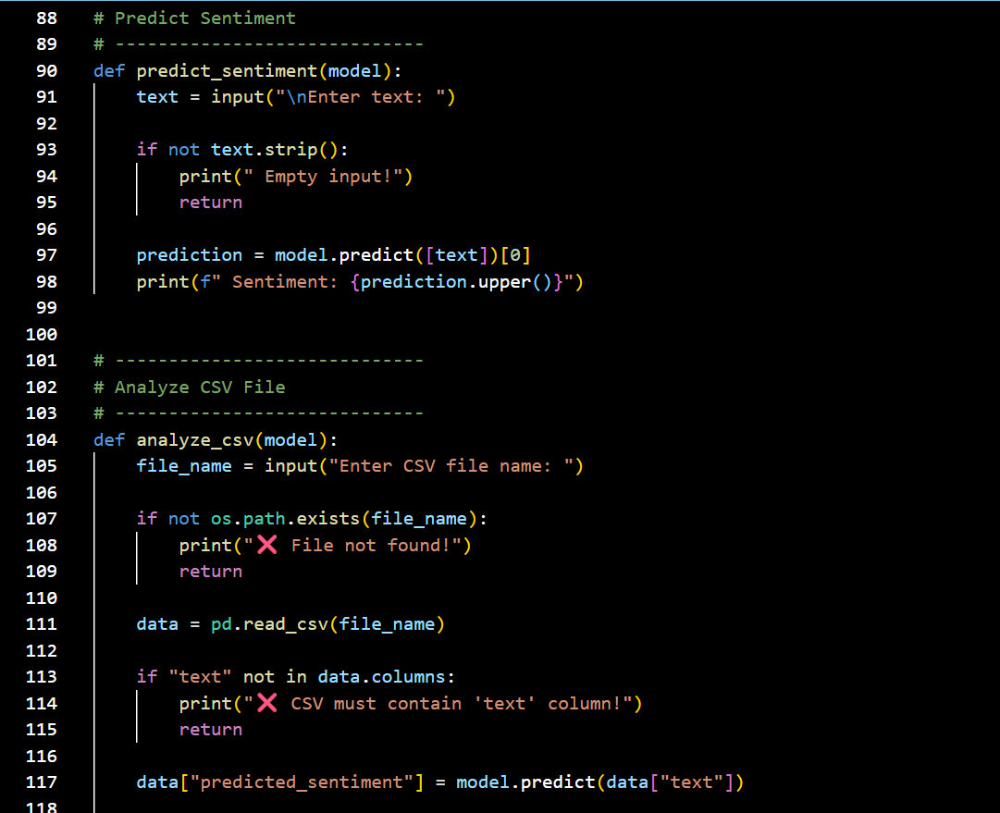 88 # Predict Sentiment
89 # -----------------------------
90 def predict_sentiment(model):
91     text = input("\nEnter text: ")
92
93     if not text.strip():
94         print(" Empty input!")
95         return
96
97     prediction = model.predict([text])[0]
98     print(f" Sentiment: {prediction.upper()}")
99
100
101 # -----------------------------
102 # Analyze CSV File
103 # -----------------------------
104 def analyze_csv(model):
105     file_name = input("Enter CSV file name: ")
106
107     if not os.path.exists(file_name):
108         print("❌ File not found!")
109         return
110
111     data = pd.read_csv(file_name)
112
113     if "text" not in data.columns:
114         print("❌ CSV must contain 'text' column!")
115         return
116
117     data["predicted_sentiment"] = model.predict(data["text"])
118